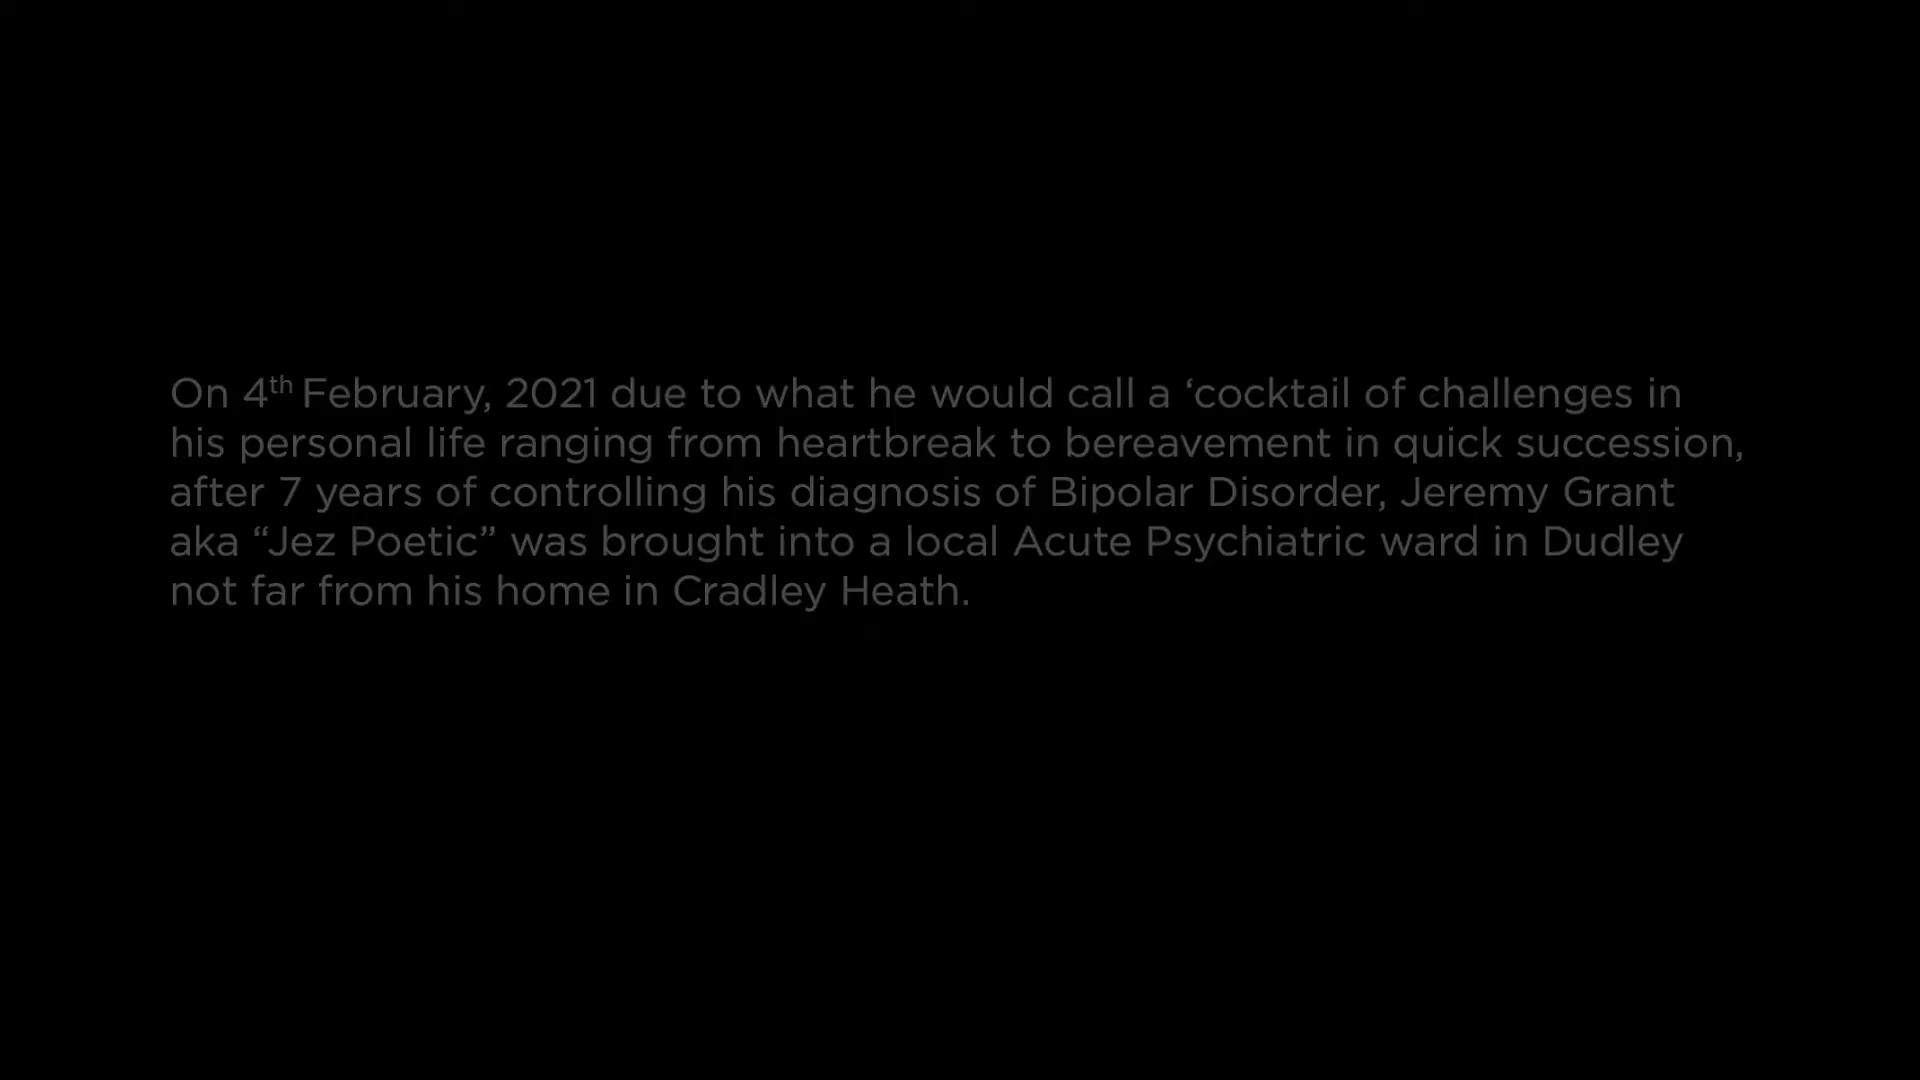 On 4th February, 2021 due to what he would call a ‘cocktail of challenges in
his personal life ranging from heartbreak to bereavement in quick succession,
after 7 years of controlling his diagnosis of Bipolar Disorder, Jeremy Grant
aka “Jez Poetic” was brought into a local Acute Psychiatric ward in Dudley
not far from his home in Cradley Heath.